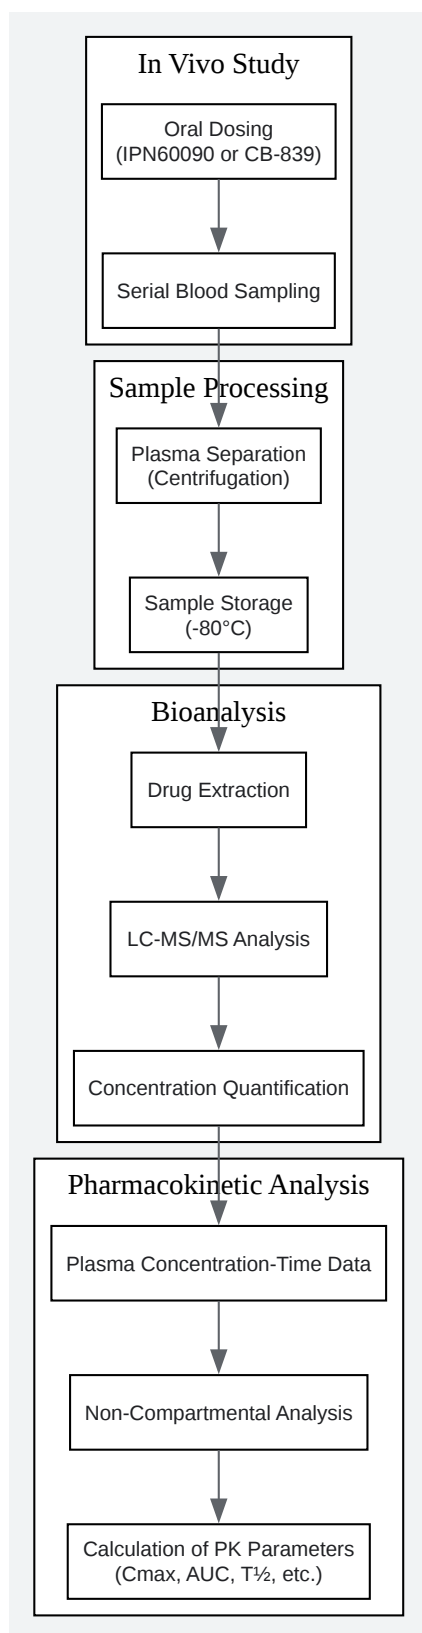 In Vivo Study
Oral Dosing
(IPN60090 or CB-839)
Serial Blood Sampling
Sample Processing
Plasma Separation
(Centrifugation)
Sample Storage
(-80°C)
Bioanalysis
Drug Extraction
LC-MS/MS Analysis
Concentration Quantification
Pharmacokinetic Analysis
Plasma Concentration-Time Data
Non-Compartmental Analysis
Calculation of PK Parameters
(Cmax, AUC, T½, etc.)